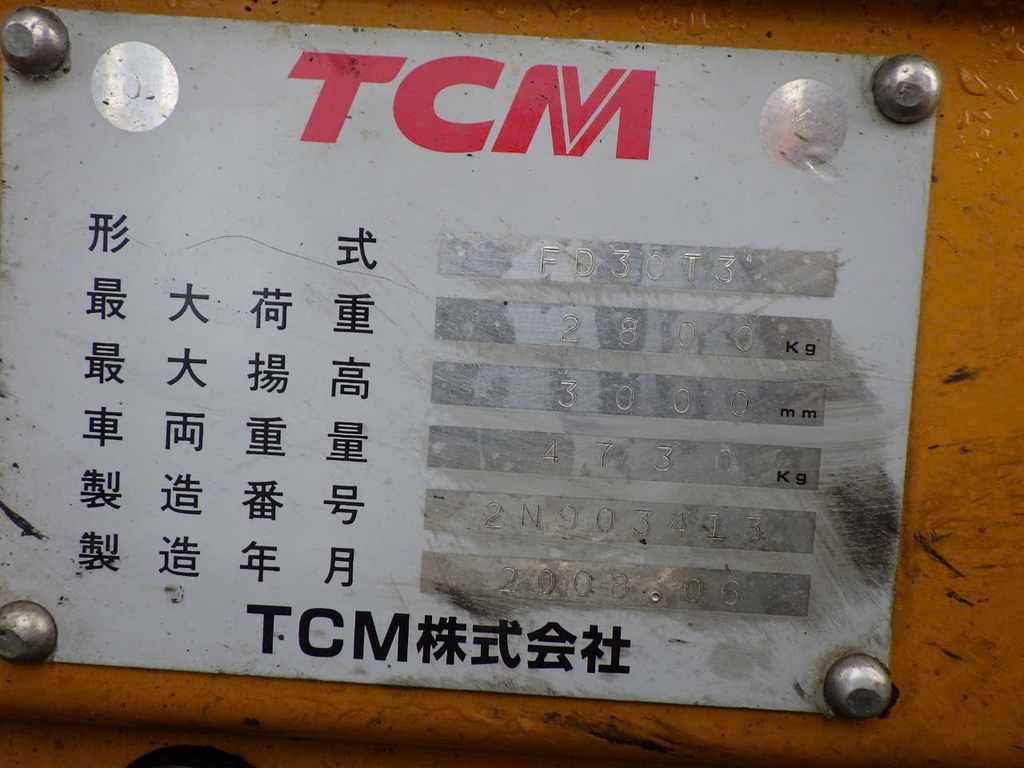 TCM
形式 FD30T3
最大荷重 2800 Kg
最大揚高 3000 mm
車両重量 4730 Kg
製造番号 2N903413
製造年月 2008.06
TCM株式会社